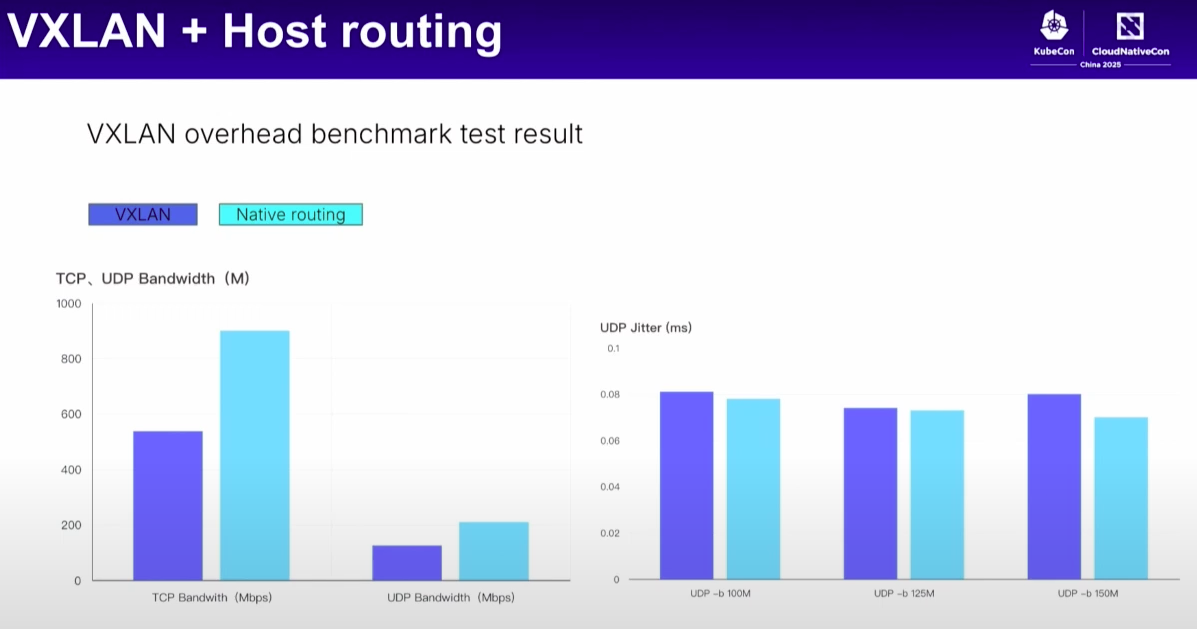 VXLAN + Host routing
KubeCon
CloudNativeCon
China 2025
VXLAN overhead benchmark test result
VXLAN
Native routing
TCP、UDP Bandwidth（M）
1000
800
600
400
200
0
TCP Bandwith（Mbps）
UDP Bandwidth（Mbps）
UDP Jitter (ms)
0.1
0.08
0.06
0.04
0.02
0
UDP -b 100M
UDP -b 125M
UDP -b 150M